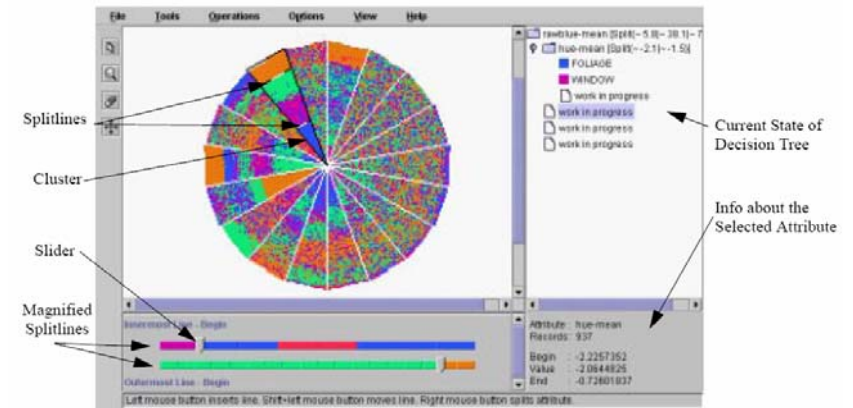 File Tools Operations Options View Help
rawblue-mean [Split(~ 5.8|~ 38.1|~ 7
hue-mean [Split(~ -2.1|~ -1.5)]
FOLIAGE
WINDOW
work in progress
work in progress
work in progress
work in progress
Splitlines
Cluster
Slider
Magnified
Splitlines
Current State of
Decision Tree
Info about the
Selected Attribute
Innermost Line - Begin
Outermost Line - Begin
Attribute : hue-mean
Records: 937
Begin : -2.2257352
Value : -2.0644826
End : -0.72601837
Left mouse button inserts line. Shift+left mouse button moves line. Right mouse button splits attribute.